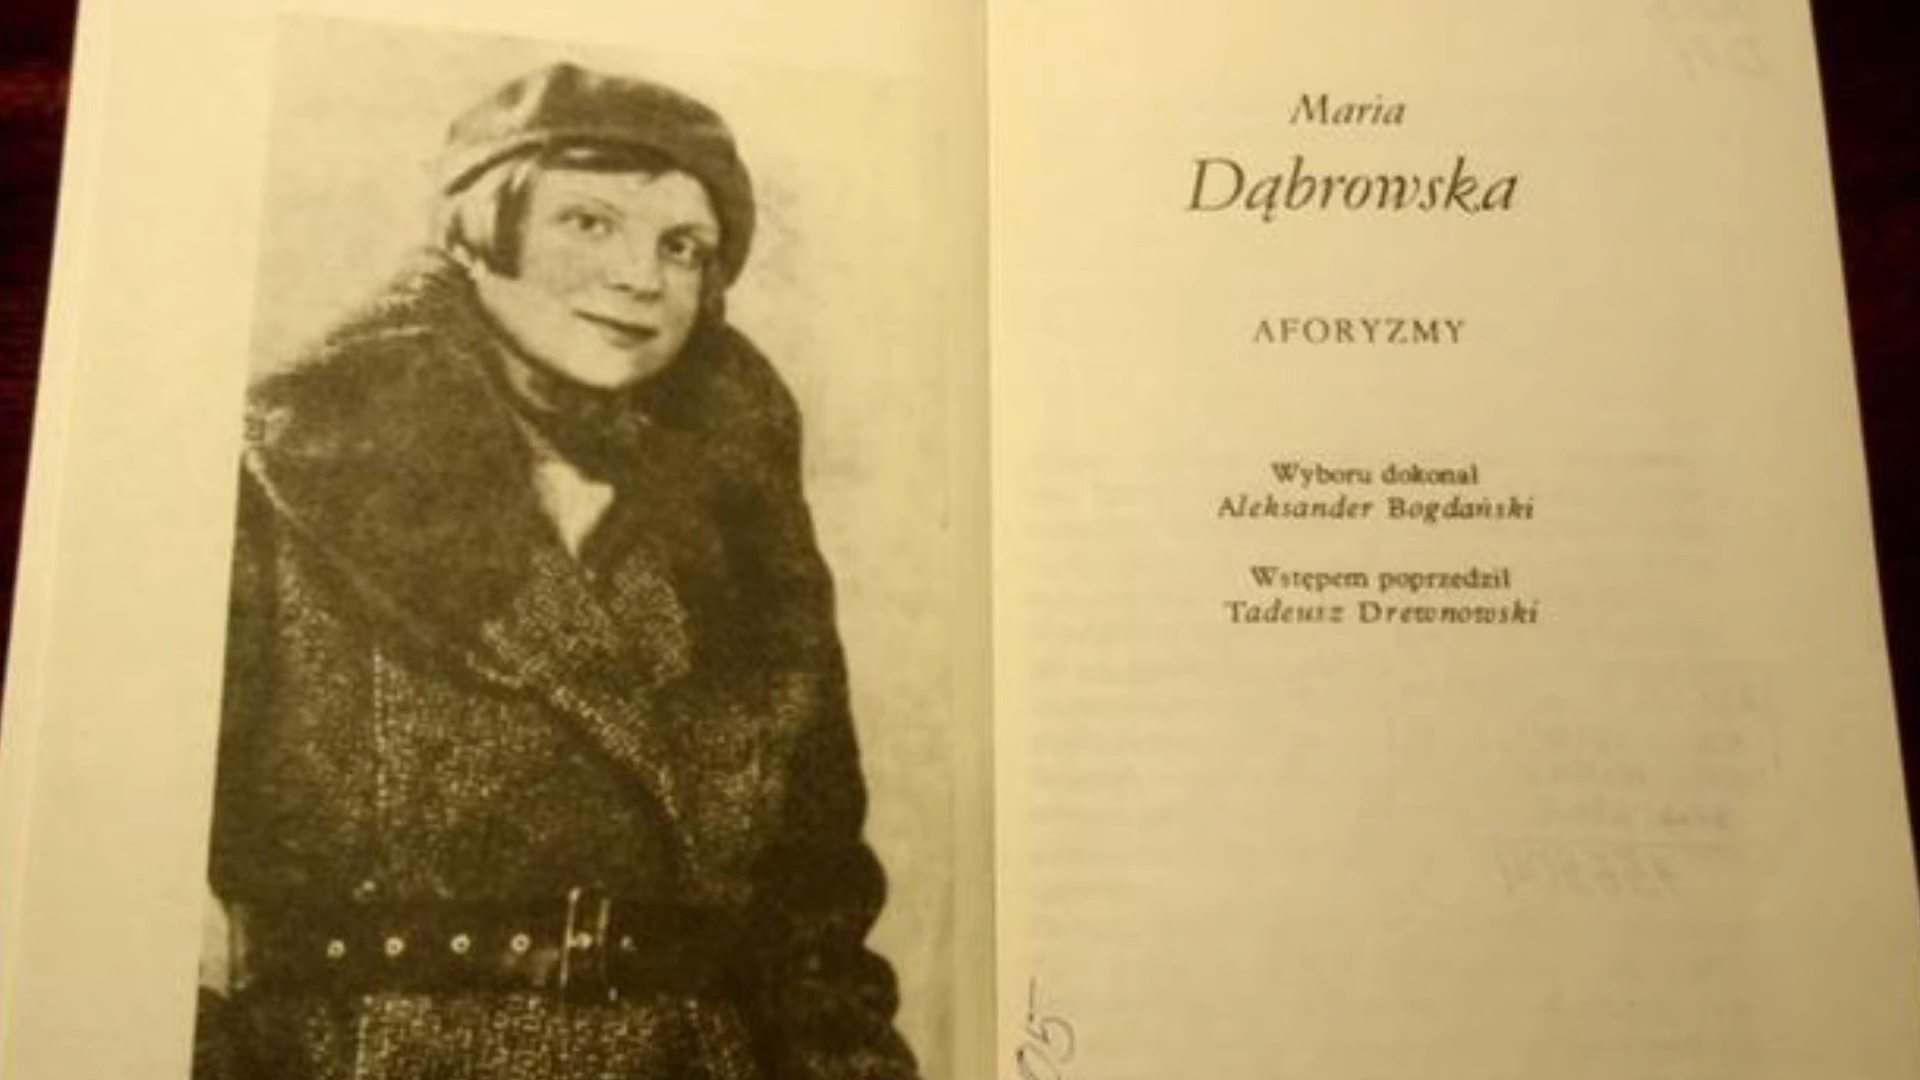 Maria
Dąbrowska
AFORYZMY
Wyboru dokonał
Aleksander Bogdański
Wstępem poprzedził
Tadeusz Drewnowski